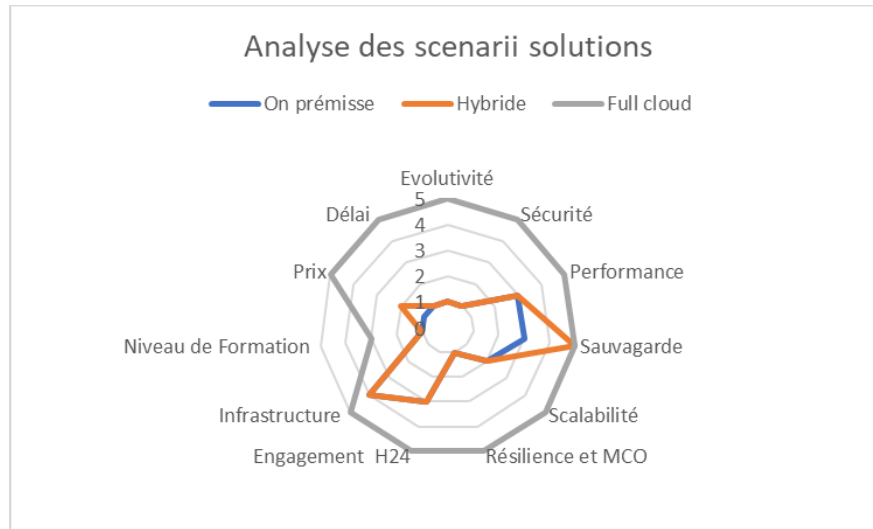 Analyse des scenarii solutions
On prémisse Hybride Full cloud
Evolutivité
5
Délai
Sécurité
4
3
Prix
Performance
2
1
0
Niveau de Formation
Sauvagarde
Infrastructure
Scalabilité
Engagement H24
Résilience et MCO